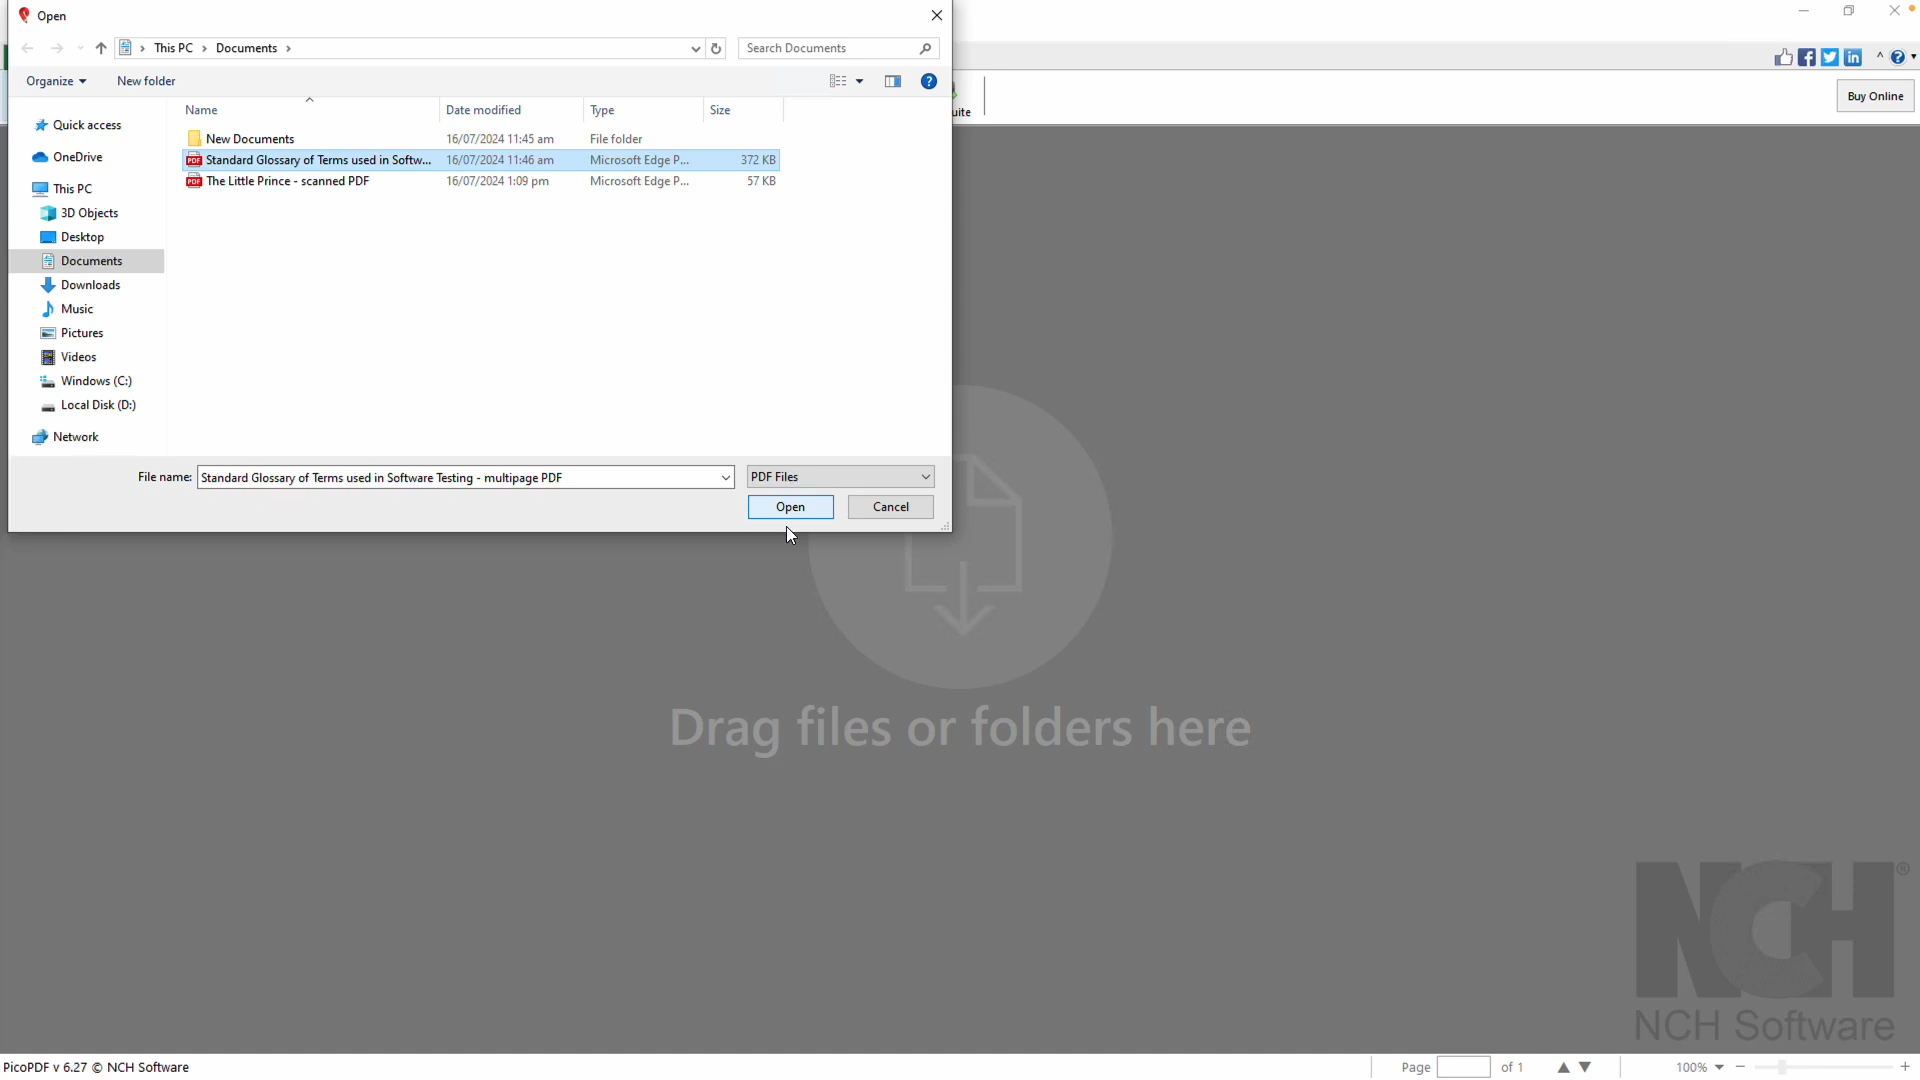 Open
This PC > Documents >
Search Documents
Organize
New folder
Name
Date modified
Type
Size
Quick access
OneDrive
This PC
3D Objects
Desktop
Documents
Downloads
Music
Pictures
Videos
Windows (C:)
Local Disk (D:)
Network
New Documents 16/07/2024 11:45 am File folder
PDF Standard Glossary of Terms used in Softw... 16/07/2024 11:46 am Microsoft Edge P... 372 KB
PDF The Little Prince - scanned PDF 16/07/2024 1:09 pm Microsoft Edge P... 57 KB
File name: Standard Glossary of Terms used in Software Testing - multipage PDF
PDF Files
Open
Cancel
uite
Buy Online
Drag files or folders here
NCH ®
NCH Software
PicoPDF v 6.27 © NCH Software
Page of 1
100%